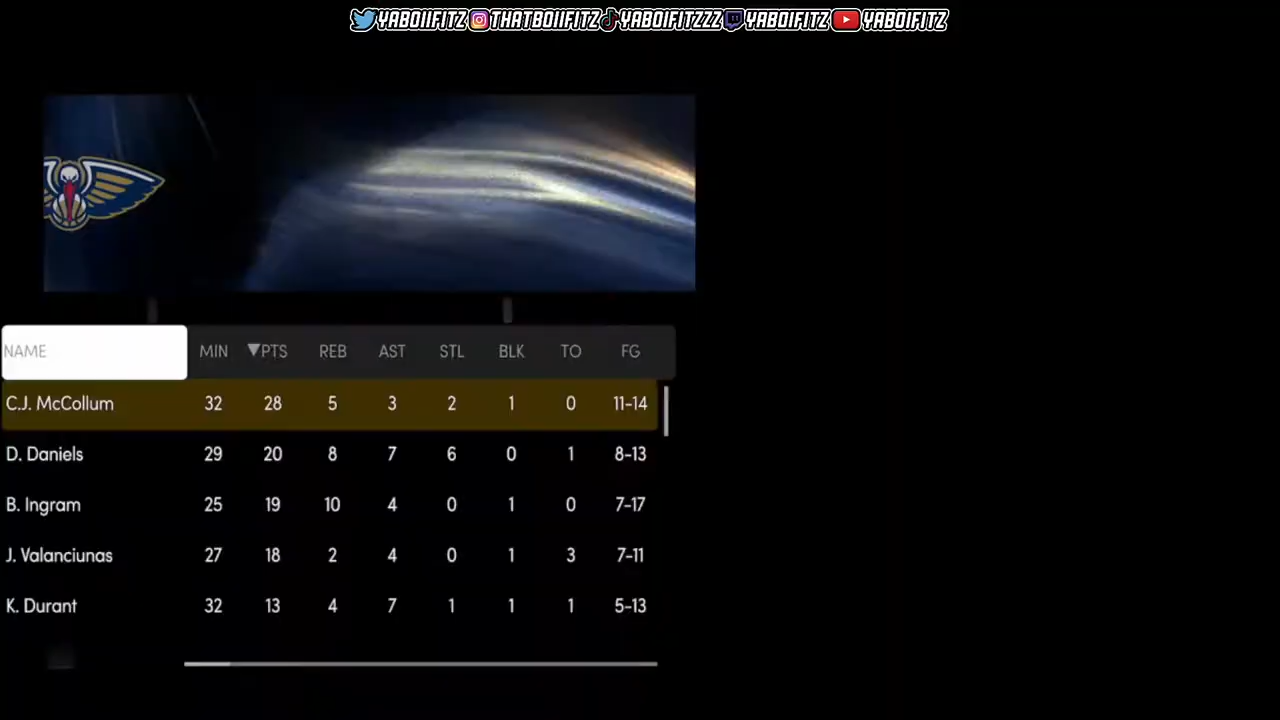 YABOIIFITZ THATBOIIFITZ YABOIFITZZZ YABOIFITZ YABOIFITZ
NAME MIN ▼PTS REB AST STL BLK TO FG
C.J. McCollum 32 28 5 3 2 1 0 11-14
D. Daniels 29 20 8 7 6 0 1 8-13
B. Ingram 25 19 10 4 0 1 0 7-17
J. Valanciunas 27 18 2 4 0 1 3 7-11
K. Durant 32 13 4 7 1 1 1 5-13